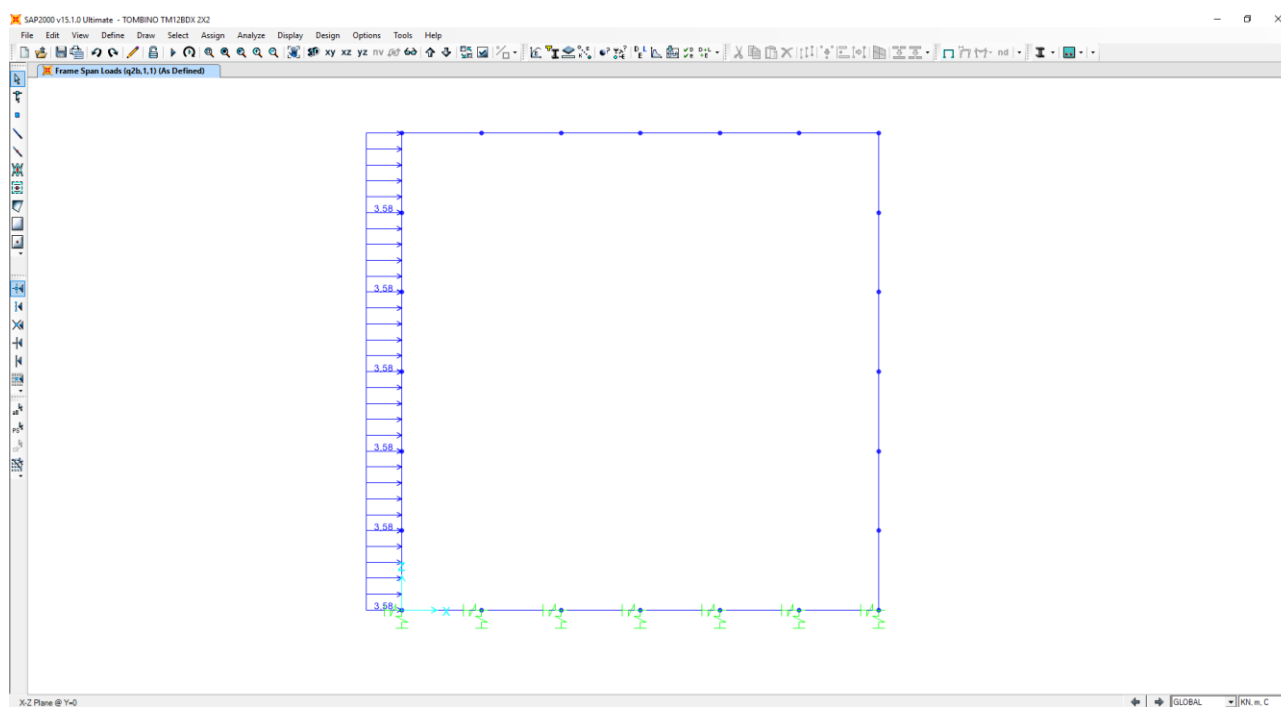 SAP2000 v15.1.0 Ultimate - TOMBINO TM12BDX 2X2
File Edit View Define Draw Select Assign Analyze Display Design Options Tools Help
xy xz yz nv nd
Frame Span Loads (q2b,1,1) (As Defined)
3,58
3,58
3,58
3,58
3,58
3,58
Z
X
X-Z Plane @ Y=0
GLOBAL
KN, m, C